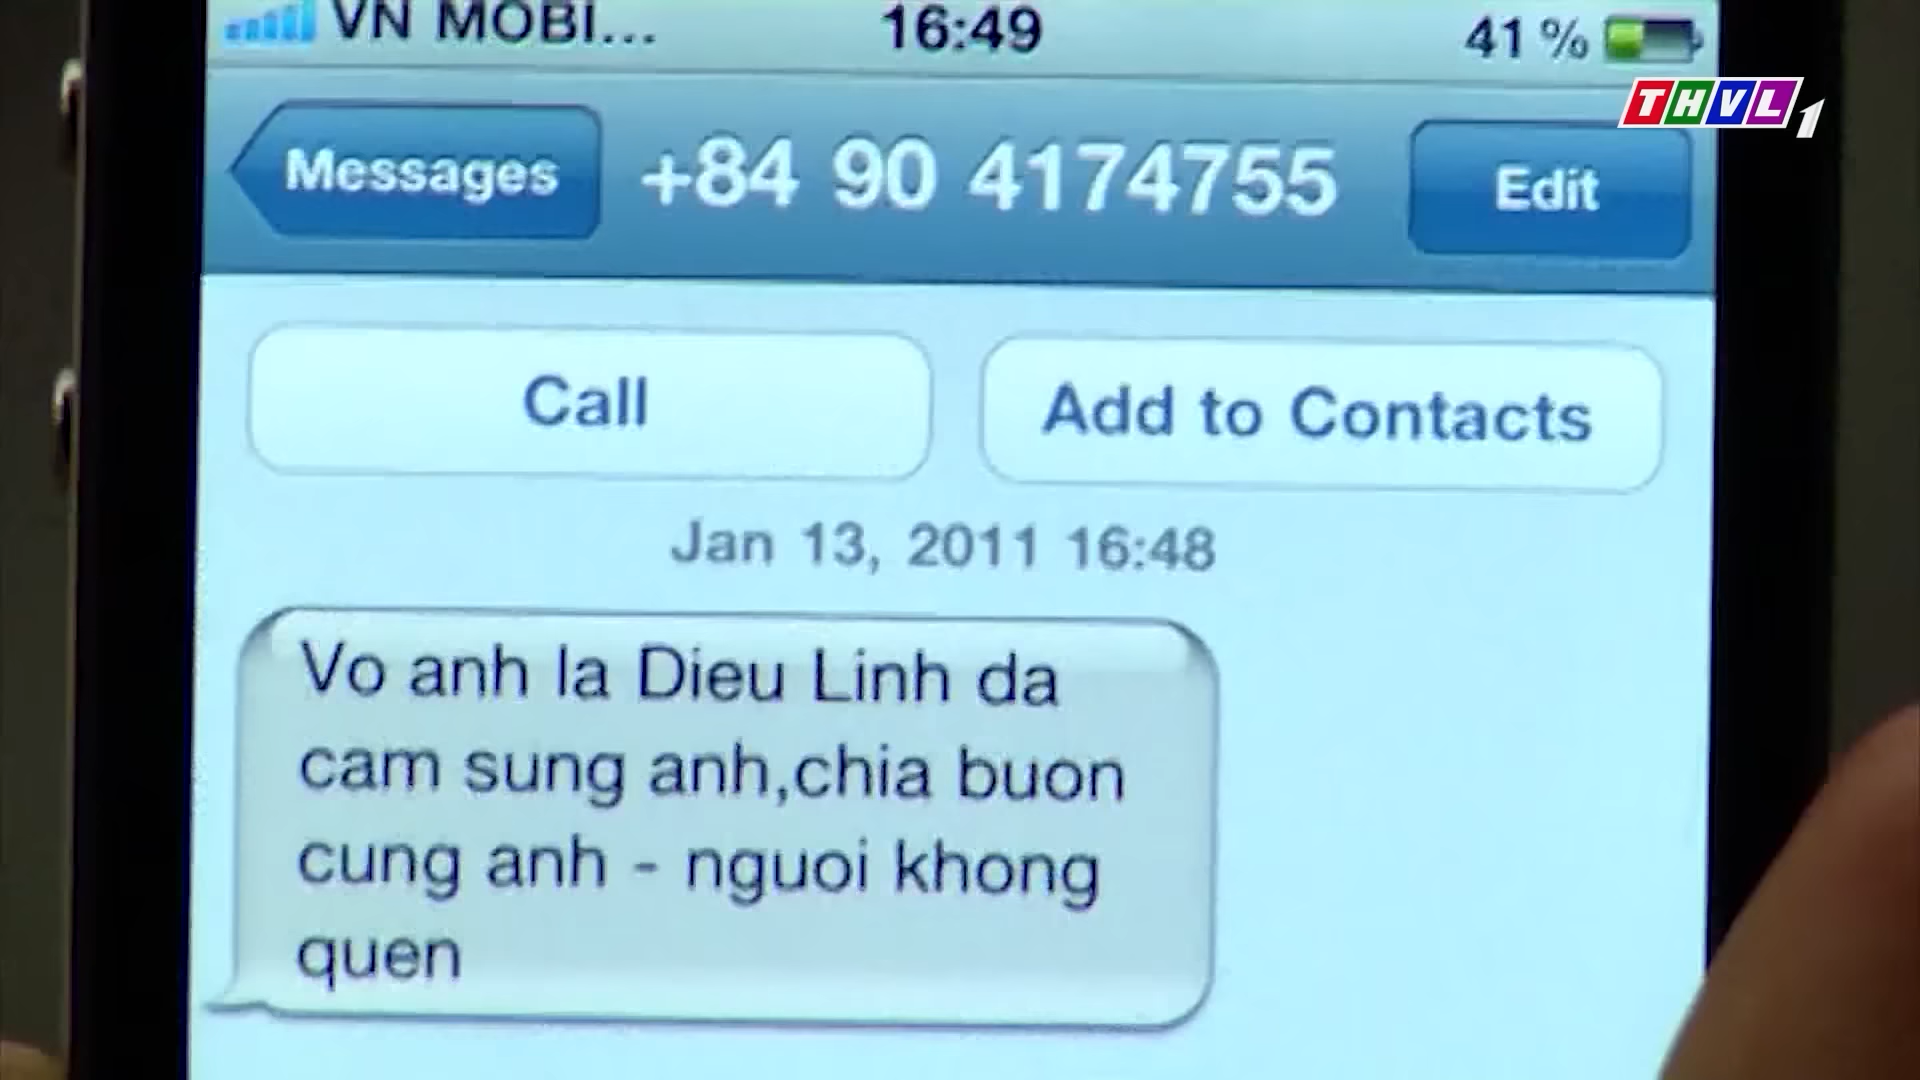 VN MOBI... 16:49 41 %
THVL1
Messages +84 90 4174755 Edit
Call Add to Contacts
Jan 13, 2011 16:48
Vo anh la Dieu Linh da
cam sung anh,chia buon
cung anh - nguoi khong
quen